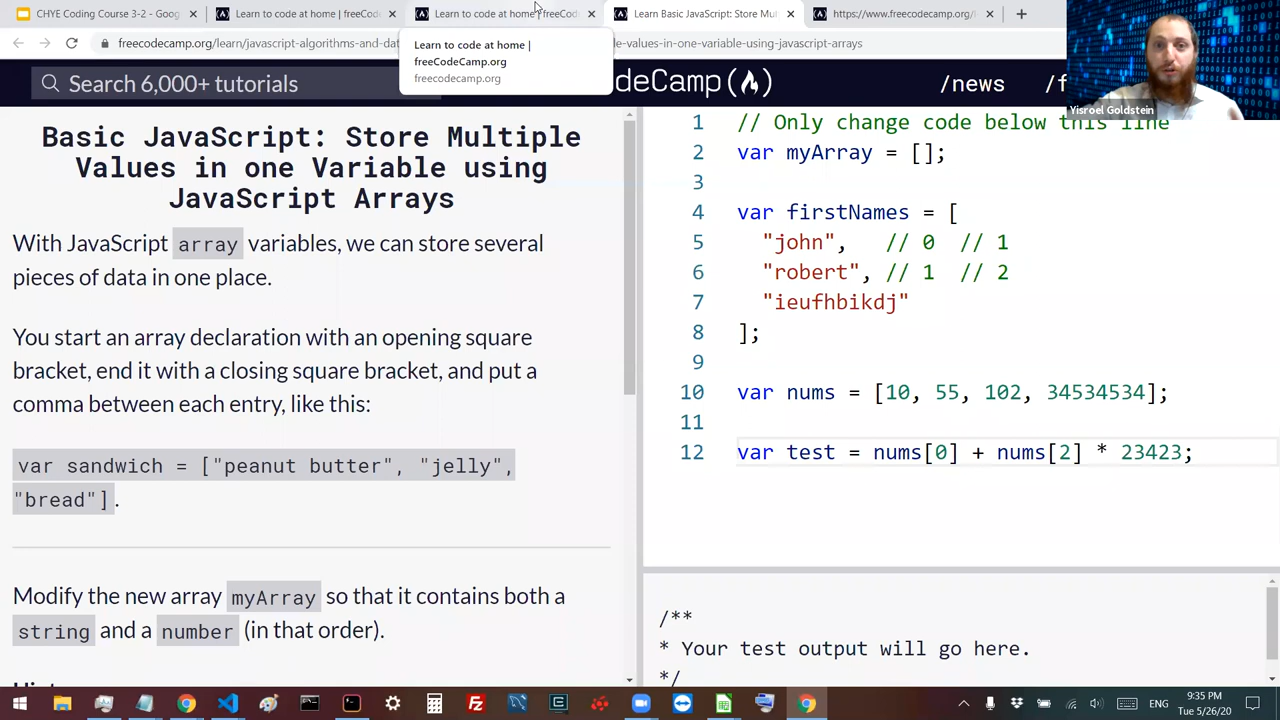 CHYE Coding Course 3-2 - Goog
Learn to code at home | freeCodeC
Learn to code at home | freeCodeC
Learn Basic JavaScript: Store Mul
https://www.freecodecamp.org/l
freecodecamp.org/learn/javascript-algorithms-and-dat
le-values-in-one-variable-using-javascript-arrays
Learn to code at home |
freeCodeCamp.org
freecodecamp.org
Search 6,000+ tutorials
deCamp(
/news
/f
Yisroel Goldstein
Basic JavaScript: Store Multiple
Values in one Variable using
JavaScript Arrays
With JavaScript array variables, we can store several
pieces of data in one place.
You start an array declaration with an opening square
bracket, end it with a closing square bracket, and put a
comma between each entry, like this:
var sandwich = ["peanut butter", "jelly",
"bread"].
Modify the new array myArray so that it contains both a
string and a number (in that order).
1 // Only change code below this line
2 var myArray = [];
3
4 var firstNames = [
5 "john", // 0 // 1
6 "robert", // 1 // 2
7 "ieufhbikdj"
8 ];
9
10 var nums = [10, 55, 102, 34534534];
11
12 var test = nums[0] + nums[2] * 23423;
/**
* Your test output will go here.
*/
ENG
9:35 PM
Tue 5/26/20